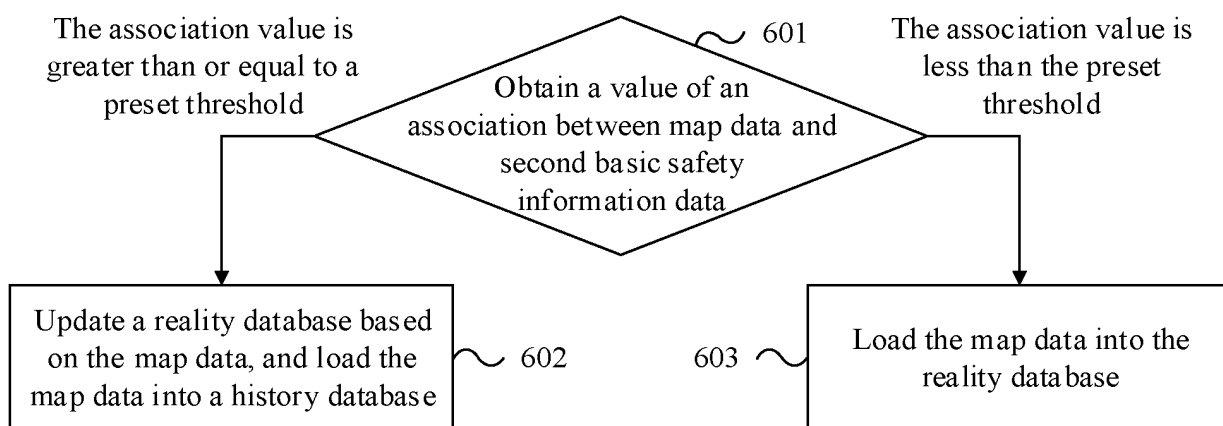 The association value is
greater than or equal to a
preset threshold
601
Obtain a value of an
association between map data and
second basic safety
information data
The association value is
less than the preset
threshold
Update a reality database based
on the map data, and load the
map data into a history database
602
603
Load the map data into the
reality database